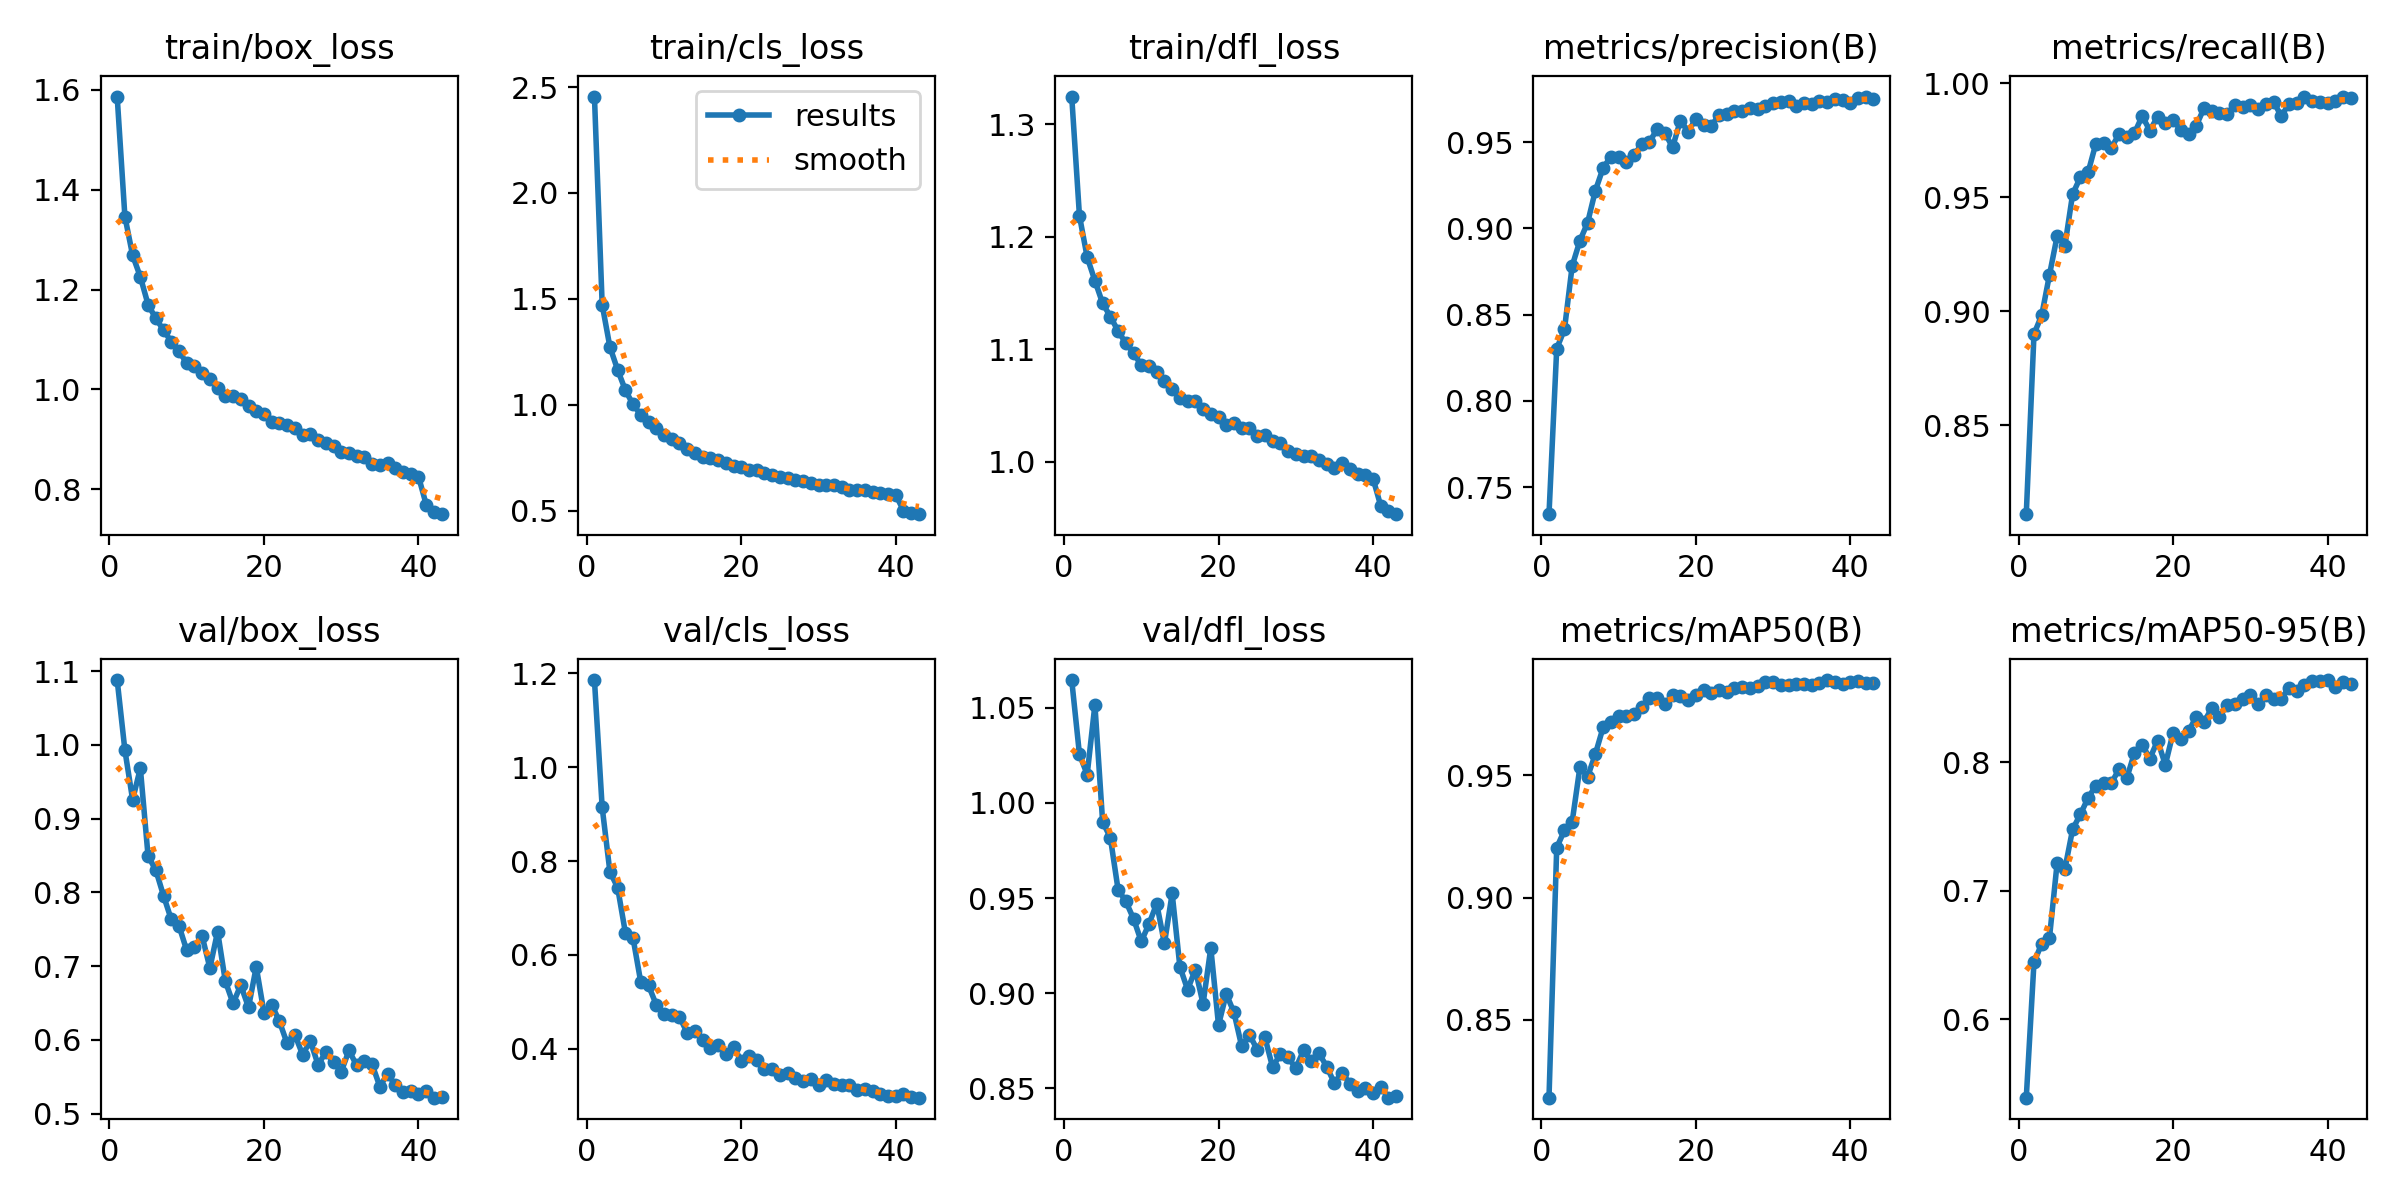 train/box_loss
1.6
1.4
1.2
1.0
0.8
0 20 40
train/cls_loss
results
smooth
2.5
2.0
1.5
1.0
0.5
0 20 40
train/dfl_loss
1.3
1.2
1.1
1.0
0 20 40
metrics/precision(B)
0.95
0.90
0.85
0.80
0.75
0 20 40
metrics/recall(B)
1.00
0.95
0.90
0.85
0 20 40
val/box_loss
1.1
1.0
0.9
0.8
0.7
0.6
0.5
0 20 40
val/cls_loss
1.2
1.0
0.8
0.6
0.4
0 20 40
val/dfl_loss
1.05
1.00
0.95
0.90
0.85
0 20 40
metrics/mAP50(B)
0.95
0.90
0.85
0 20 40
metrics/mAP50-95(B)
0.8
0.7
0.6
0 20 40